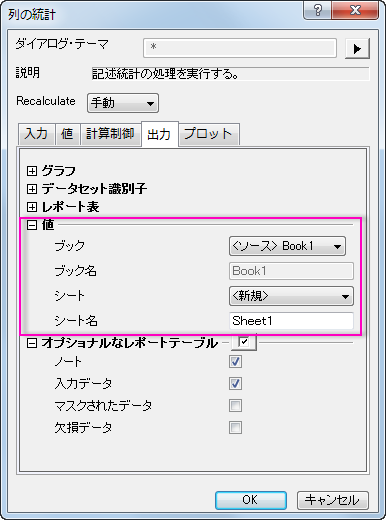 列の統計
ダイアログ・テーマ *
説明 記述統計の処理を実行する。
Recalculate 手動
入力 値 計算制御 出力 プロット
グラフ
データセット識別子
レポート表
値
ブック <ソース> Book1
ブック名 Book1
シート <新規>
シート名 Sheet1
オプショナルなレポートテーブル
ノート
入力データ
マスクされたデータ
欠損データ
OK キャンセル